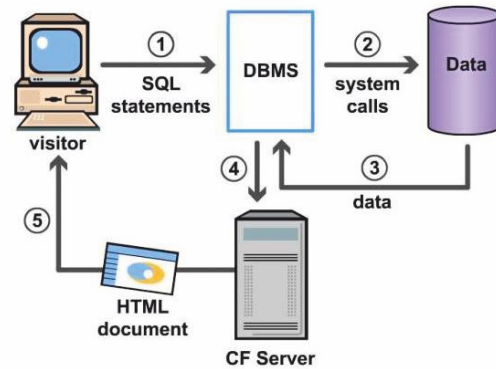 1
SQL
statements
visitor
DBMS
2
system
calls
Data
3
data
4
5
HTML
document
CF Server